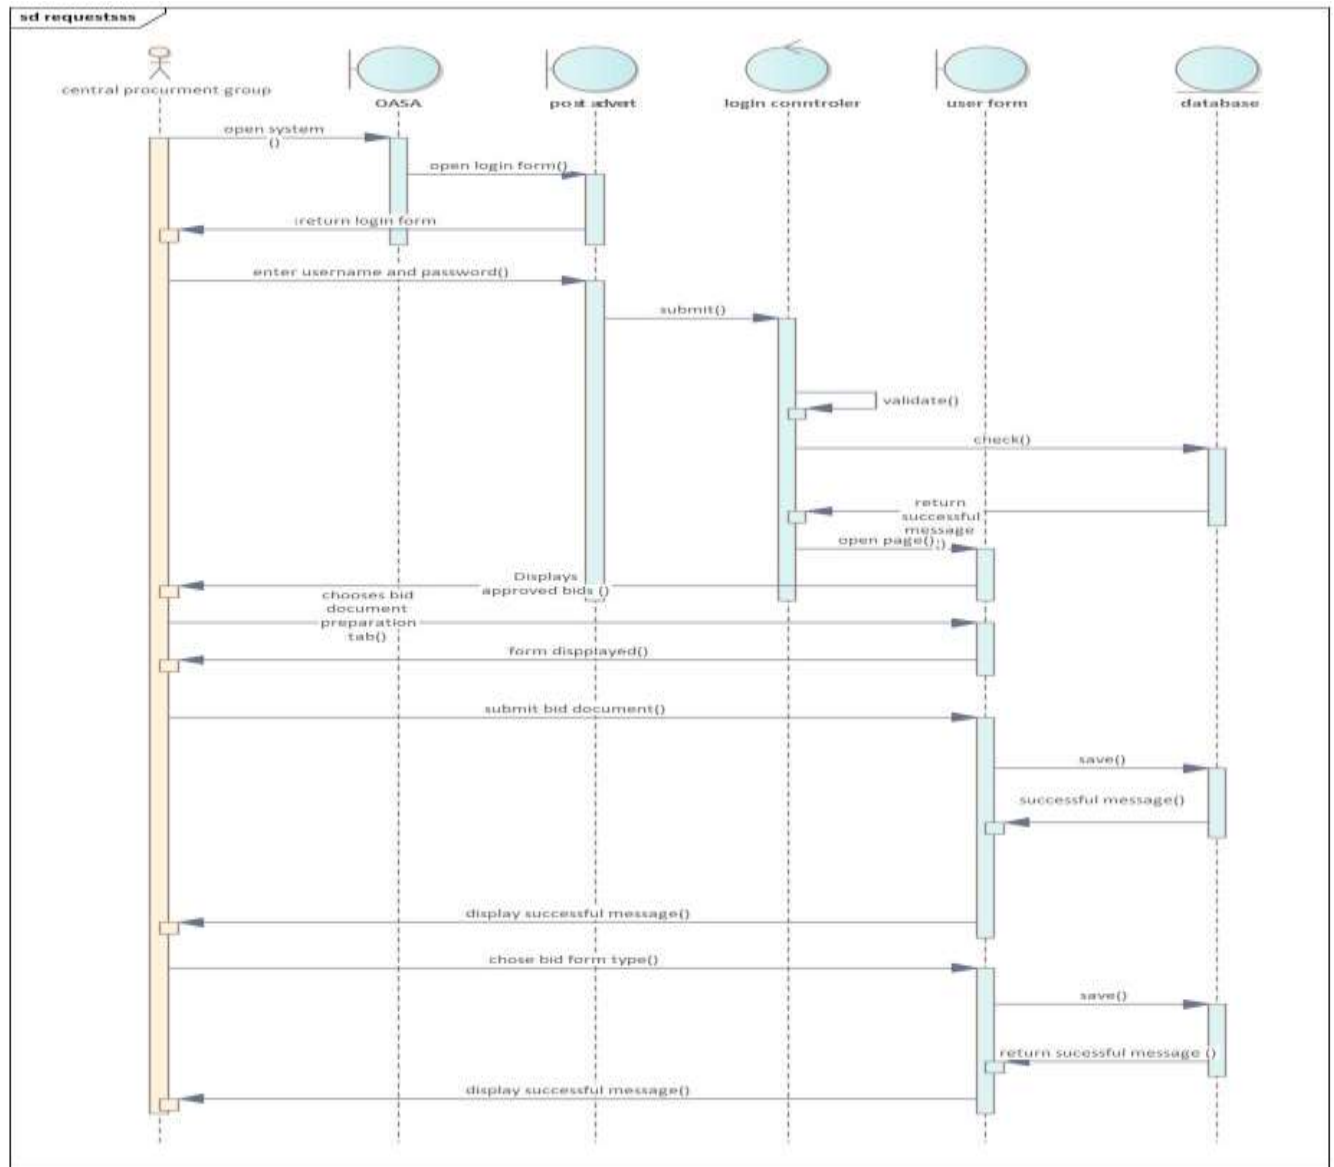 sd requestsss
central procurment group
OASA
post advert
login conntroler
user form
database
open system
()
open login form()
:return login form
enter username and password()
submit()
validate()
check()
return
successful
message
open page()
;)
Displays
approved bids ()
chooses bid
document
preparation
tab()
form dispplayed()
submit bid document()
save()
successful message()
display successful message()
chose bid form type()
save()
return sucessful message ()
display successful message()